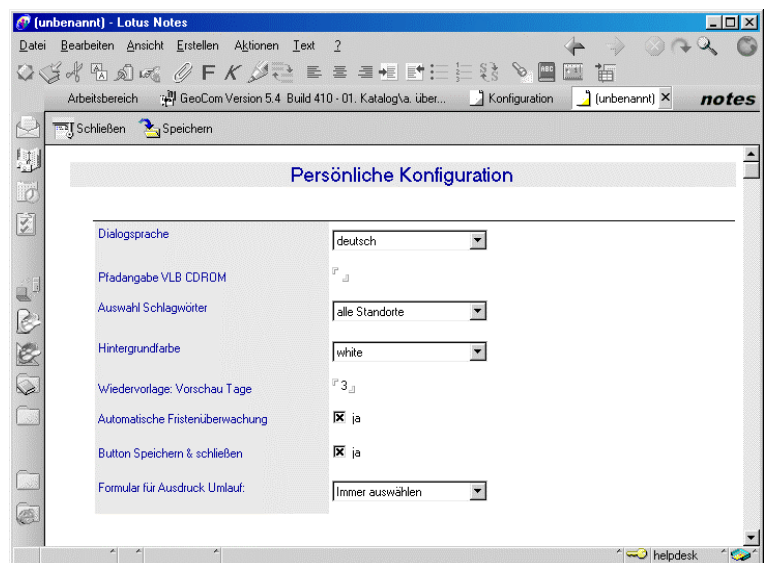 (unbenannt) - Lotus Notes
Datei Bearbeiten Ansicht Erstellen Aktionen Text ?
F K
Arbeitsbereich GeoCom Version 5.4 Build 410 - 01. Katalog\a. über... Konfiguration (unbenannt) notes
Schließen Speichern
Persönliche Konfiguration
Dialogsprache deutsch
Pfadangabe VLB CDROM
Auswahl Schlagwörter alle Standorte
Hintergrundfarbe white
Wiedervorlage: Vorschau Tage 3
Automatische Fristenüberwachung ja
Button Speichern & schließen ja
Formular für Ausdruck Umlauf: Immer auswählen
helpdesk